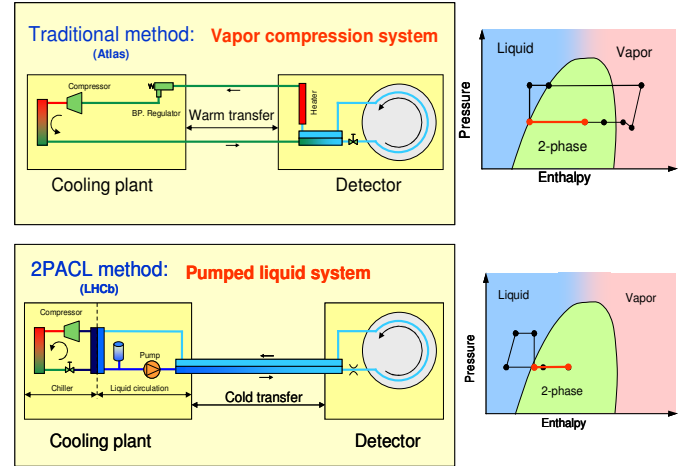 Traditional method: Vapor compression system
(Atlas)
Compressor
BP. Regulator
Heater
Warm transfer
Cooling plant
Detector
Liquid
Vapor
Pressure
2-phase
Enthalpy
2PACL method: Pumped liquid system
(LHCb)
Compressor
Pump
Chiller
Liquid circulation
Cold transfer
Cooling plant
Detector
Liquid
Vapor
Pressure
2-phase
Enthalpy